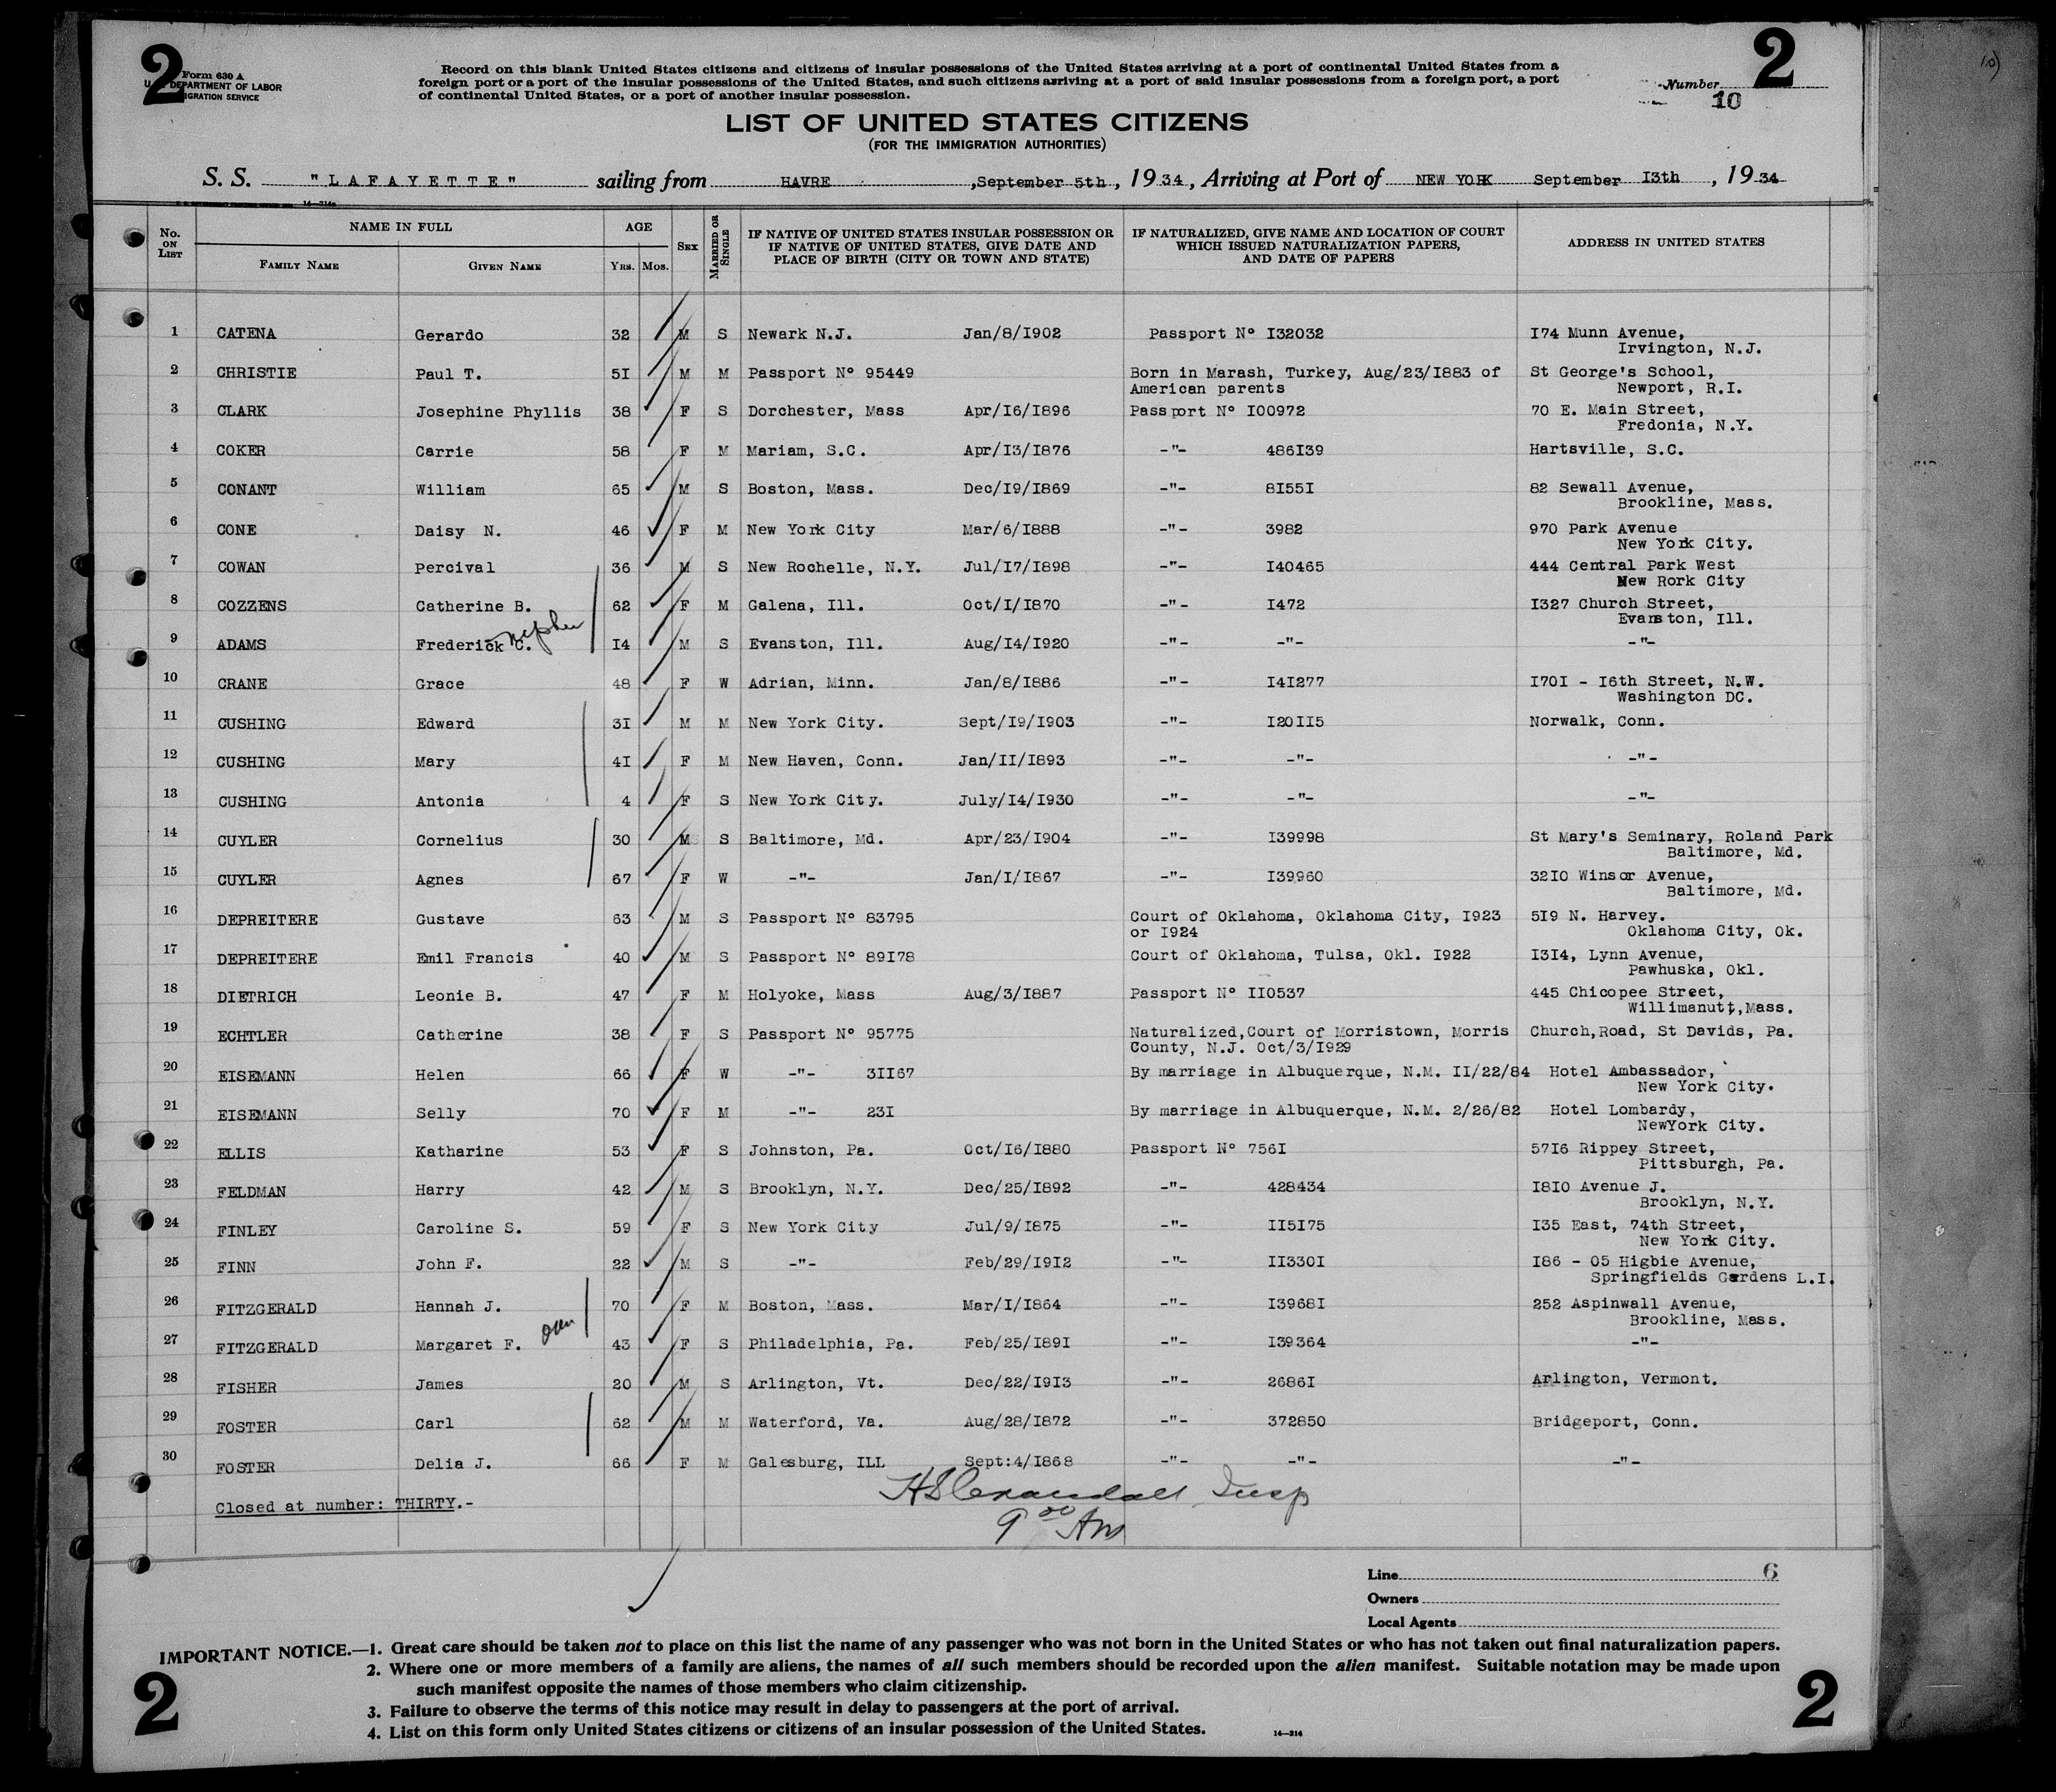 2
2
Form 630 A
U. S. DEPARTMENT OF LABOR
IMMIGRATION SERVICE
Record on this blank United States citizens and citizens of insular possessions of the United States arriving at a port of continental United States from a
foreign port or a port of the insular possessions of the United States, and such citizens arriving at a port of said insular possessions from a foreign port, a port
of continental United States, or a port of another insular possession.
Number
10
LIST OF UNITED STATES CITIZENS
(FOR THE IMMIGRATION AUTHORITIES)
S. S. "LAFAYETTE" sailing from HAVRE, September 5th, 1934, Arriving at Port of NEW YORK September I3th, 1934
14—214a
No. ON LIST NAME IN FULL FAMILY NAME GIVEN NAME AGE YRS. MOS. SEX MARRIED OR SINGLE IF NATIVE OF UNITED STATES INSULAR POSSESSION OR IF NATIVE OF UNITED STATES, GIVE DATE AND PLACE OF BIRTH (CITY OR TOWN AND STATE) IF NATURALIZED, GIVE NAME AND LOCATION OF COURT WHICH ISSUED NATURALIZATION PAPERS, AND DATE OF PAPERS ADDRESS IN UNITED STATES
1 CATENA Gerardo 32 M S Newark N.J. Jan/8/I902 Passport Nº I32032 I74 Munn Avenue,
Irvington, N.J.
2 CHRISTIE Paul T. 5I M M Passport Nº 95449 Born in Marash, Turkey, Aug/23/I883 of St George's School,
American parents Newport, R.I.
3 CLARK Josephine Phyllis 38 F S Dorchester, Mass Apr/I6/I896 Passport Nº I00972 70 E. Main Street,
Fredonia, N.Y.
4 COKER Carrie 58 F M Mariam, S.C. Apr/I3/I876 -"- 486I39 Hartsville, S.C.
5 CONANT William 65 M S Boston, Mass. Dec/I9/I869 -"- 8I55I 82 Sewall Avenue,
Brookline, Mass.
6 CONE Daisy N. 46 F M New York City Mar/6/I888 -"- 3982 970 Park Avenue
New York City.
7 COWAN Percival 36 M S New Rochelle, N.Y. Jul/I7/I898 -"- I40465 444 Central Park West
New Rork City
8 COZZENS Catherine B. 62 F M Galena, Ill. Oct/I/I870 -"- I472 I327 Church Street,
Evanston, Ill.
nephew
9 ADAMS Frederick C. I4 M S Evanston, Ill. Aug/I4/I920 -"- -"- -"-
10 CRANE Grace 48 F W Adrian, Minn. Jan/8/I886 -"- I4I277 I70I - I6th Street, N.W.
Washington DC.
11 CUSHING Edward 3I M M New York City. Sept/I9/I903 -"- I20II5 Norwalk, Conn.
12 CUSHING Mary 4I F M New Haven, Conn. Jan/II/I893 -"- -"- -"-
13 CUSHING Antonia 4 F S New York City. July/I4/I930 -"- -"- -"-
14 CUYLER Cornelius 30 M S Baltimore, Md. Apr/23/I904 -"- I39998 St Mary's Seminary, Roland Park
Baltimore, Md.
15 CUYLER Agnes 67 F W -"- Jan/I/I867 -"- I39960 32I0 Winsor Avenue,
Baltimore, Md.
16 DEPREITERE Gustave 63 M S Passport Nº 83795 Court of Oklahoma, Oklahoma City, I923 5I9 N. Harvey.
or I924 Oklahoma City, Ok.
17 DEPREITERE Emil Francis 40 M S Passport Nº 89I78 Court of Oklahoma, Tulsa, Okl. I922 I3I4, Lynn Avenue,
Pawhuska, Okl.
18 DIETRICH Leonie B. 47 F M Holyoke, Mass Aug/3/I887 Passport Nº II0537 445 Chicopee Street,
Willimanutt,Mass.
19 ECHTLER Catherine 38 F S Passport Nº 95775 Naturalized,Court of Morristown, Morris Church,Road, St Davids, Pa.
County, N.J. Oct/3/I929
20 EISEMANN Helen 66 F W -"- 3II67 By marriage in Albuquerque, N.M. II/22/84 Hotel Ambassador,
New York City.
21 EISEMANN Selly 70 F M -"- 23I By marriage in Albuquerque, N.M. 2/26/82 Hotel Lombardy,
NewYork City.
22 ELLIS Katharine 53 F S Johnston, Pa. Oct/I6/I880 Passport Nº 756I 57I6 Rippey Street,
Pittsburgh, Pa.
23 FELDMAN Harry 42 M S Brooklyn, N.Y. Dec/25/I892 -"- 428434 I8I0 Avenue J.
Brooklyn, N.Y.
24 FINLEY Caroline S. 59 F S New York City Jul/9/I875 -"- II5I75 I35 East, 74th Street,
New York City.
25 FINN John F. 22 M S -"- Feb/29/I9I2 -"- II330I I86 - 05 Higbie Avenue,
Springfields Gardens L.I.
26 FITZGERALD Hannah J. 70 F M Boston, Mass. Mar/I/I864 -"- I3968I 252 Aspinwall Avenue,
Brookline, Mass.
27 FITZGERALD Margaret F. 43 F S Philadelphia, Pa. Feb/25/I89I -"- I39364 -"-
28 FISHER James 20 M S Arlington, Vt. Dec/22/I9I3 -"- 2686I Arlington, Vermont.
29 FOSTER Carl 62 M M Waterford, Va. Aug/28/I872 -"- 372850 Bridgeport, Conn.
30 FOSTER Delia J. 66 F M Galesburg, ILL Sept:4/I868 -"- -"- -"-
Closed at number: THIRTY.-
Insp
9 00 Am
Line 6
Owners
Local Agents
IMPORTANT NOTICE.—1. Great care should be taken not to place on this list the name of any passenger who was not born in the United States or who has not taken out final naturalization papers.
2. Where one or more members of a family are aliens, the names of all such members should be recorded upon the alien manifest. Suitable notation may be made upon
such manifest opposite the names of those members who claim citizenship.
3. Failure to observe the terms of this notice may result in delay to passengers at the port of arrival.
4. List on this form only United States citizens or citizens of an insular possession of the United States.
14—214
2
2